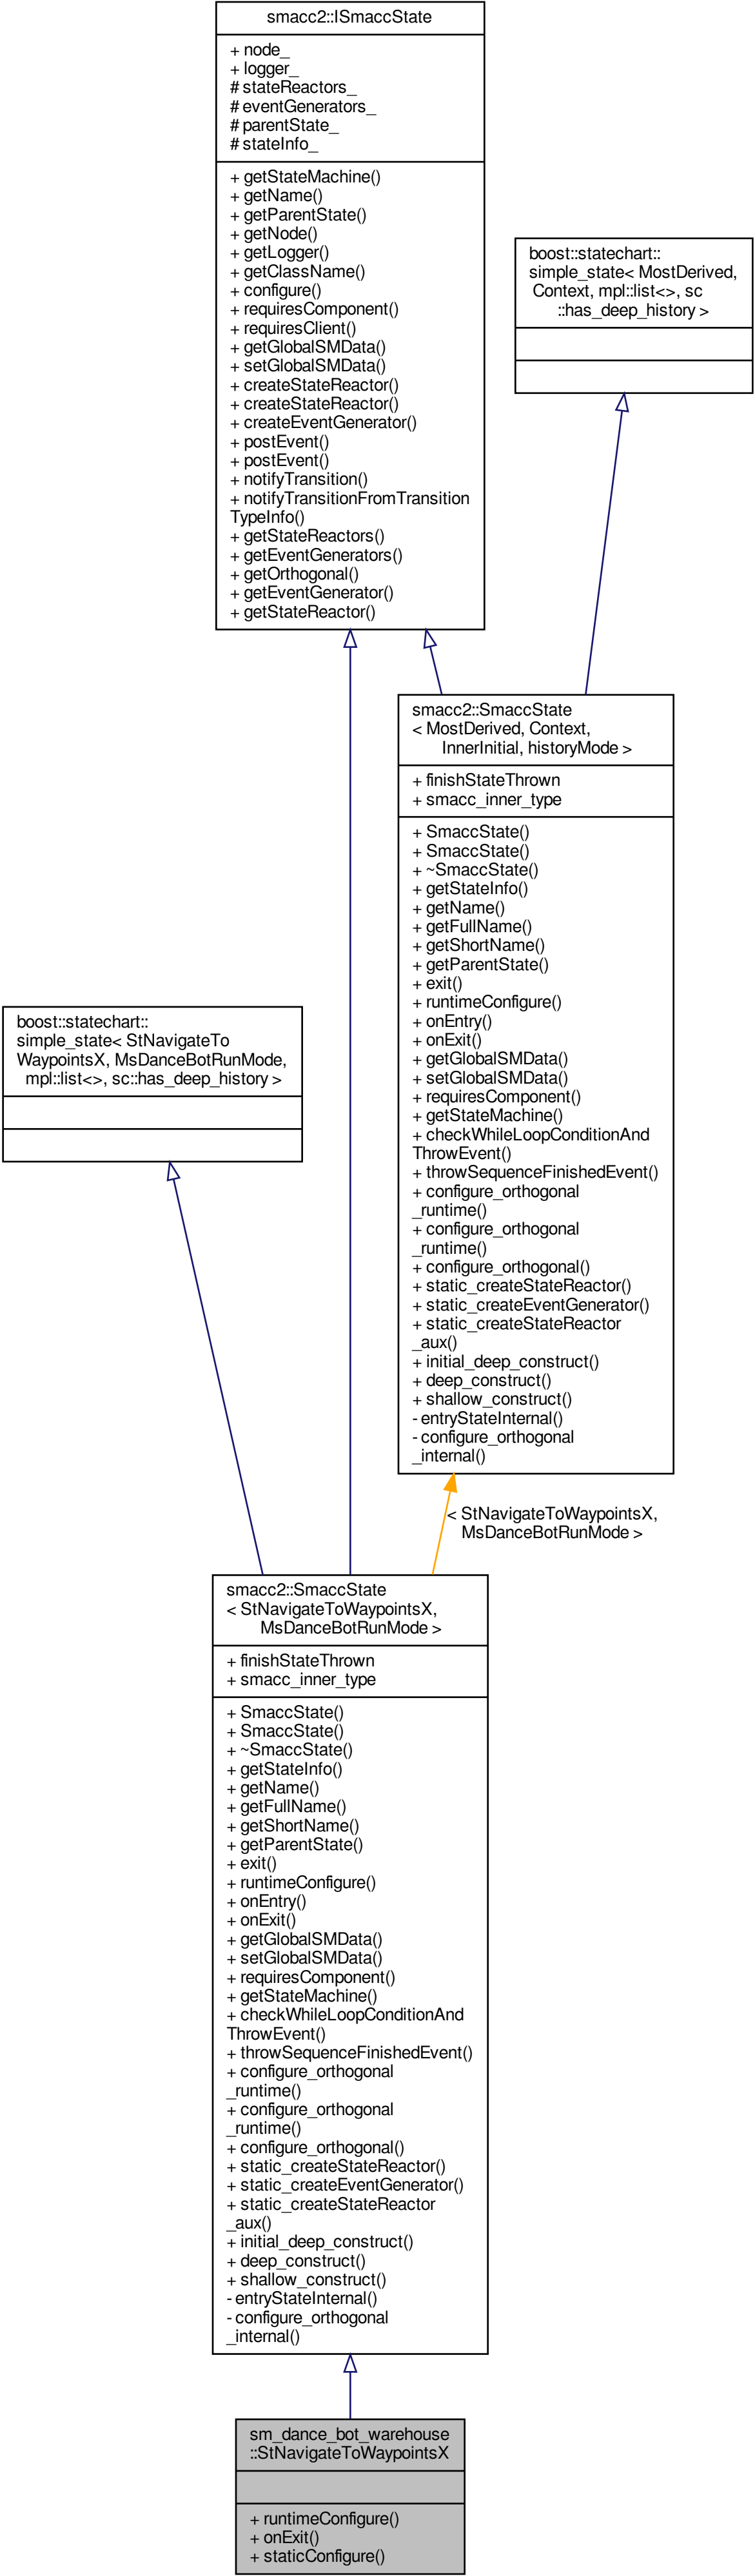 smacc2::ISmaccState
+ node_
+ logger_
# stateReactors_
# eventGenerators_
# parentState_
# stateInfo_
+ getStateMachine()
+ getName()
+ getParentState()
+ getNode()
+ getLogger()
+ getClassName()
+ configure()
+ requiresComponent()
+ requiresClient()
+ getGlobalSMData()
+ setGlobalSMData()
+ createStateReactor()
+ createStateReactor()
+ createEventGenerator()
+ postEvent()
+ postEvent()
+ notifyTransition()
+ notifyTransitionFromTransition
TypeInfo()
+ getStateReactors()
+ getEventGenerators()
+ getOrthogonal()
+ getEventGenerator()
+ getStateReactor()
boost::statechart::
simple_state< MostDerived,
Context, mpl::list<>, sc
::has_deep_history >
smacc2::SmaccState
< MostDerived, Context,
InnerInitial, historyMode >
+ finishStateThrown
+ smacc_inner_type
+ SmaccState()
+ SmaccState()
+ ~SmaccState()
+ getStateInfo()
+ getName()
+ getFullName()
+ getShortName()
+ getParentState()
+ exit()
+ runtimeConfigure()
+ onEntry()
+ onExit()
+ getGlobalSMData()
+ setGlobalSMData()
+ requiresComponent()
+ getStateMachine()
+ checkWhileLoopConditionAnd
ThrowEvent()
+ throwSequenceFinishedEvent()
+ configure_orthogonal
_runtime()
+ configure_orthogonal
_runtime()
+ configure_orthogonal()
+ static_createStateReactor()
+ static_createEventGenerator()
+ static_createStateReactor
_aux()
+ initial_deep_construct()
+ deep_construct()
+ shallow_construct()
- entryStateInternal()
- configure_orthogonal
_internal()
boost::statechart::
simple_state< StNavigateTo
WaypointsX, MsDanceBotRunMode,
mpl::list<>, sc::has_deep_history >
< StNavigateToWaypointsX,
MsDanceBotRunMode >
smacc2::SmaccState
< StNavigateToWaypointsX,
MsDanceBotRunMode >
+ finishStateThrown
+ smacc_inner_type
+ SmaccState()
+ SmaccState()
+ ~SmaccState()
+ getStateInfo()
+ getName()
+ getFullName()
+ getShortName()
+ getParentState()
+ exit()
+ runtimeConfigure()
+ onEntry()
+ onExit()
+ getGlobalSMData()
+ setGlobalSMData()
+ requiresComponent()
+ getStateMachine()
+ checkWhileLoopConditionAnd
ThrowEvent()
+ throwSequenceFinishedEvent()
+ configure_orthogonal
_runtime()
+ configure_orthogonal
_runtime()
+ configure_orthogonal()
+ static_createStateReactor()
+ static_createEventGenerator()
+ static_createStateReactor
_aux()
+ initial_deep_construct()
+ deep_construct()
+ shallow_construct()
- entryStateInternal()
- configure_orthogonal
_internal()
sm_dance_bot_warehouse
::StNavigateToWaypointsX
+ runtimeConfigure()
+ onExit()
+ staticConfigure()